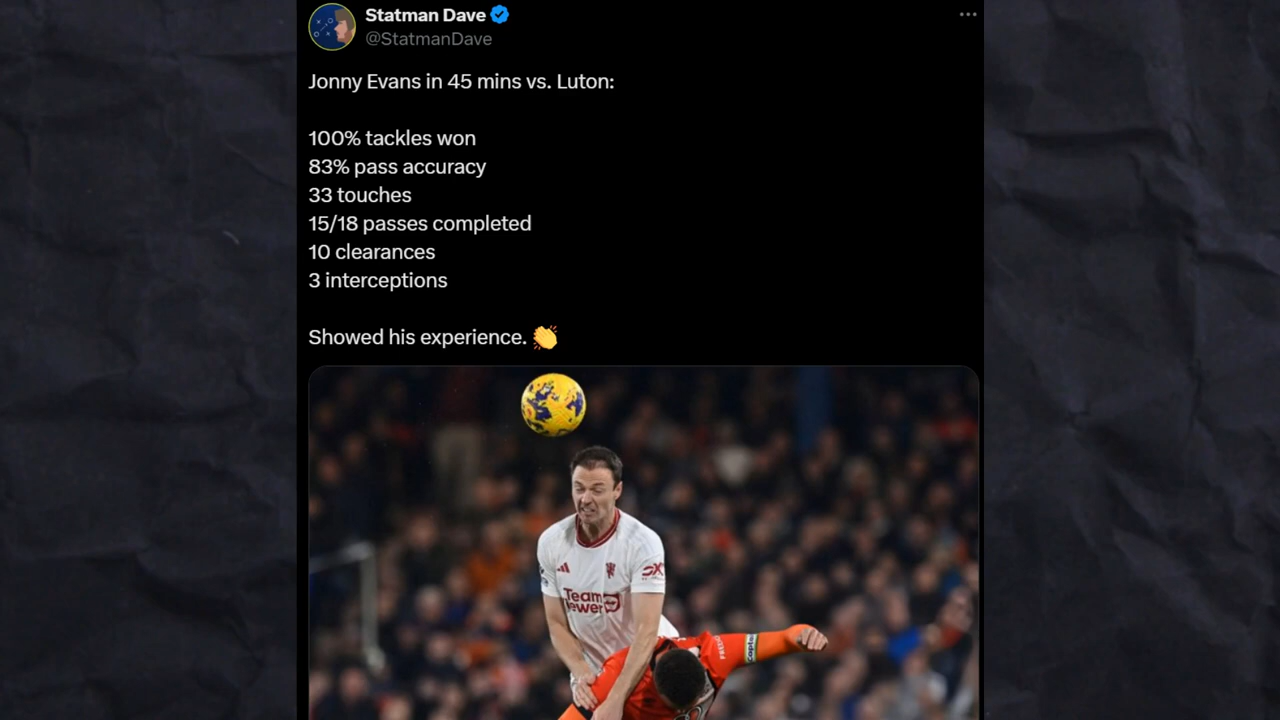 Statman Dave
@StatmanDave
Jonny Evans in 45 mins vs. Luton:
100% tackles won
83% pass accuracy
33 touches
15/18 passes completed
10 clearances
3 interceptions
Showed his experience. 👏
Team